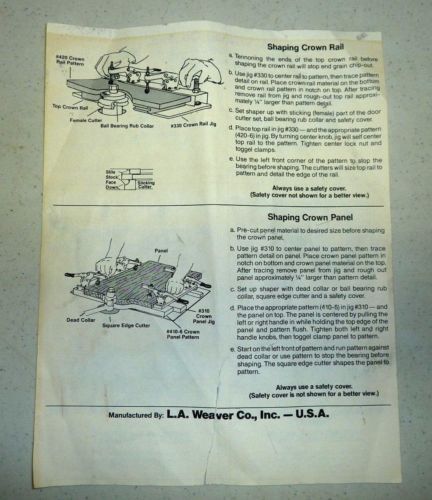 Shaping Crown Rail
a. Tennoning the ends of the top crown rail before
shaping the crown rail will stop end grain chip-out.
b. Use jig #330 to center rail to pattern, then trace pattern
detail on rail. Place crown rail material on the bottom
and crown rail pattern in notch on top. After tracing
remove rail from jig and rough-out top rail approxi-
mately ¼" larger than pattern detail.
c. Set shaper up with sticking (female) part of the door
cutter set, ball bearing rub collar and safety cover.
d. Place top rail in jig #330 — and the appropriate pattern
(420-6) in jig. By turning center knob, jig will self center
top rail to the pattern. Tighten center lock nut and
toggel clamps.
e. Use the left front corner of the pattern to stop the
bearing before shaping. The cutters will size top rail to
pattern and detail the edge of the rail.
Always use a safety cover.
(Safety cover not shown for a better view.)
#420 Crown
Rail Pattern
Top Crown Rail
Female Cutter
Ball Bearing Rub Collar
#330 Crown Rail Jig
Stile
Stock
Face
Down
Sticking
Cutter
Shaping Crown Panel
a. Pre-cut panel material to desired size before shaping
the crown panel.
b. Use jig #310 to center panel to pattern, then trace
pattern detail on panel. Place crown panel pattern in
notch on bottom and crown panel material on the top.
After tracing remove panel from jig and rough out
panel approximately ¼" larger than pattern detail.
c. Set up shaper with dead collar or ball bearing rub
collar, square edge cutter and a safety cover.
d. Place the appropriate pattern (410-6) in jig #310 — and
the panel on top. The panel is centered by pulling the
left or right handle in while holding the top edge of the
panel and pattern flush. Tighten both left and right
handle knobs, then toggel clamp panel to pattern.
e. Start on the left front of pattern and run pattern against
dead collar or use pattern to stop the bearing before
shaping. The square edge cutter shapes the panel to
pattern.
Always use a safety cover.
(Safety cover is not shown for a better view.)
Panel
Dead Collar
Square Edge Cutter
#410-6 Crown
Panel Pattern
#310
Crown
Panel Jig
Manufactured By: L.A. Weaver Co., Inc. — U.S.A.